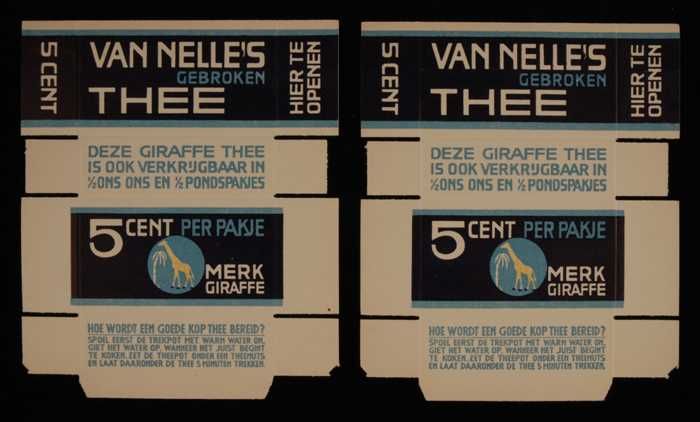 5 CENT
VAN NELLE'S
GEBROKEN
THEE
HIER TE
OPENEN
DEZE GIRAFFE THEE
IS OOK VERKRIJGBAAR IN
½ONS ONS EN ½ PONDSPAKJES
5 CENT PER PAKJE
MERK
GIRAFFE
HOE WORDT EEN GOEDE KOP THEE BEREID?
SPOEL EERST DE TREKPOT MET WARM WATER OM,
GIET HET WATER OP, WANNEER HET JUIST BEGINT
TE KOKEN. ZET DE THEEPOT ONDER EEN THEEMUTS
EN LAAT DAARONDER DE THEE 5 MINUTEN TREKKEN.
5 CENT
VAN NELLE'S
GEBROKEN
THEE
HIER TE
OPENEN
DEZE GIRAFFE THEE
IS OOK VERKRIJGBAAR IN
½ONS ONS EN ½ PONDSPAKJES
5 CENT PER PAKJE
MERK
GIRAFFE
HOE WORDT EEN GOEDE KOP THEE BEREID?
SPOEL EERST DE TREKPOT MET WARM WATER OM,
GIET HET WATER OP, WANNEER HET JUIST BEGINT
TE KOKEN. ZET DE THEEPOT ONDER EEN THEEMUTS
EN LAAT DAARONDER DE THEE 5 MINUTEN TREKKEN.